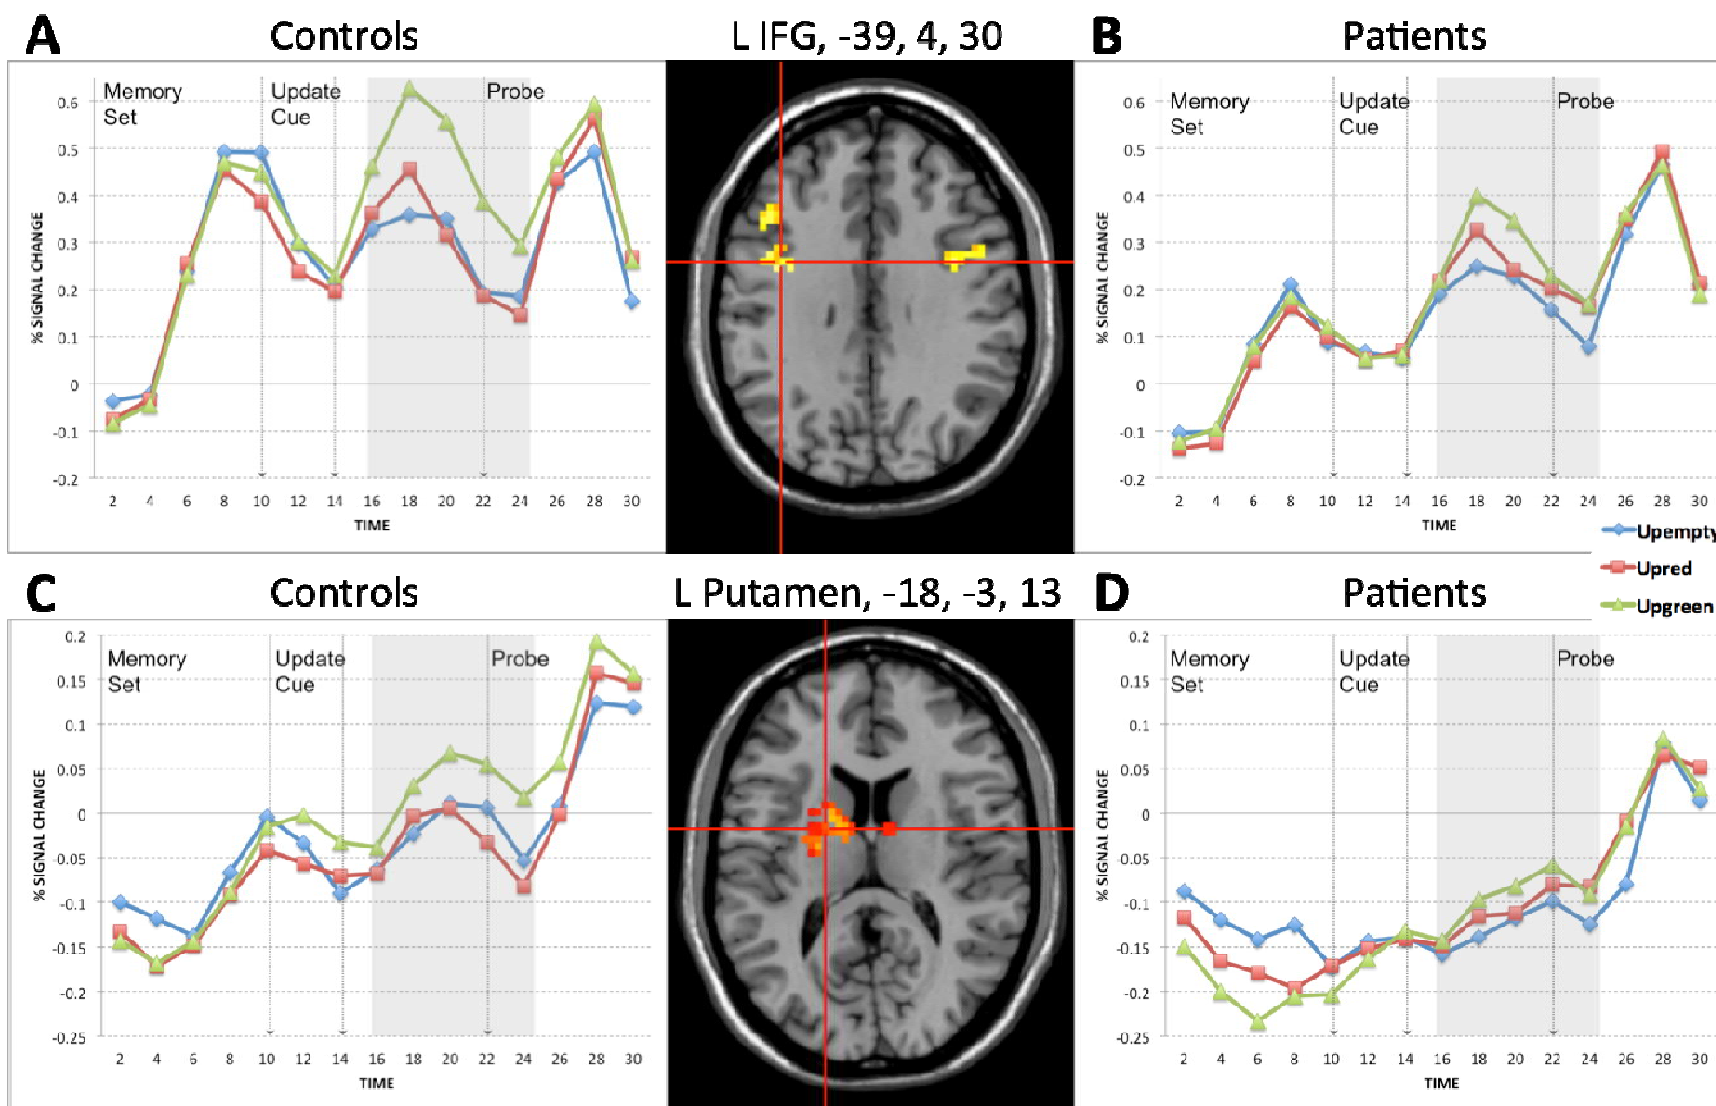 A Controls L IFG, -39, 4, 30 B Patients
Memory
Set
Update
Cue
Probe
% SIGNAL CHANGE
0.6
0.5
0.4
0.3
0.2
0.1
0
-0.1
-0.2
2 4 6 8 10 12 14 16 18 20 22 24 26 28 30
TIME
Memory
Set
Update
Cue
Probe
% SIGNAL CHANGE
0.6
0.5
0.4
0.3
0.2
0.1
0
-0.1
-0.2
2 4 6 8 10 12 14 16 18 20 22 24 26 28 30
TIME
Upempty
Upred
Upgreen
C Controls L Putamen, -18, -3, 13 D Patients
Memory
Set
Update
Cue
Probe
% SIGNAL CHANGE
0.2
0.15
0.1
0.05
0
-0.05
-0.1
-0.15
-0.2
-0.25
2 4 6 8 10 12 14 16 18 20 22 24 26 28 30
TIME
Memory
Set
Update
Cue
Probe
% SIGNAL CHANGE
0.2
0.15
0.1
0.05
0
-0.05
-0.1
-0.15
-0.2
-0.25
2 4 6 8 10 12 14 16 18 20 22 24 26 28 30
TIME